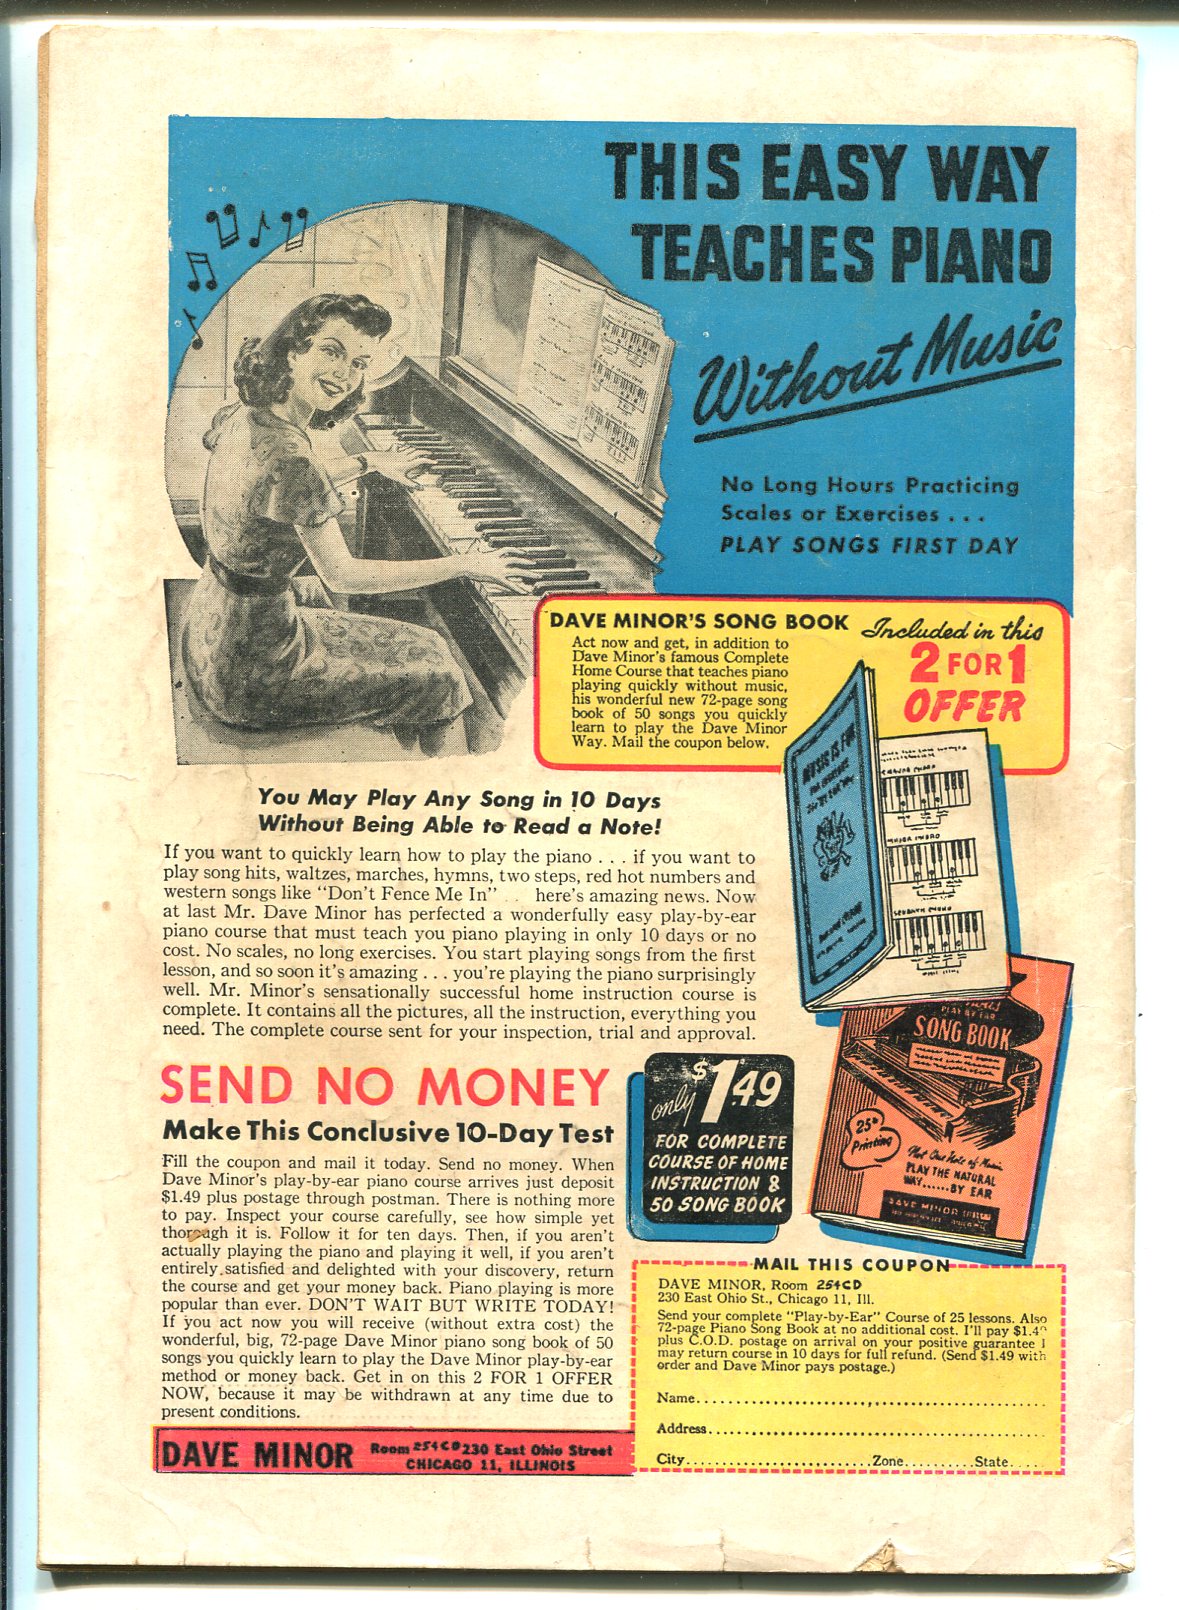 THIS EASY WAY
TEACHES PIANO
Without Music
No Long Hours Practicing
Scales or Exercises . . .
PLAY SONGS FIRST DAY
DAVE MINOR'S SONG BOOK
Act now and get, in addition to
Dave Minor's famous Complete
Home Course that teaches piano
playing quickly without music,
his wonderful new 72-page song
book of 50 songs you quickly
learn to play the Dave Minor
Way. Mail the coupon below.
Included in this
2 FOR 1
OFFER
MUSIC IS FUN
MAJOR CHORD
SEVENTH CHORD
You May Play Any Song in 10 Days
Without Being Able to Read a Note!
If you want to quickly learn how to play the piano . . . if you want to
play song hits, waltzes, marches, hymns, two steps, red hot numbers and
western songs like "Don't Fence Me In" . . here's amazing news. Now
at last Mr. Dave Minor has perfected a wonderfully easy play-by-ear
piano course that must teach you piano playing in only 10 days or no
cost. No scales, no long exercises. You start playing songs from the first
lesson, and so soon it's amazing . . . you're playing the piano surprisingly
well. Mr. Minor's sensationally successful home instruction course is
complete. It contains all the pictures, all the instruction, everything you
need. The complete course sent for your inspection, trial and approval.
PLAY BY EAR
SONG BOOK
25¢
Printing
Not One Note of Music
PLAY THE NATURAL
WAY......BY EAR
DAVE MINOR
SEND NO MONEY
Make This Conclusive 10-Day Test
Fill the coupon and mail it today. Send no money. When
Dave Minor's play-by-ear piano course arrives just deposit
$1.49 plus postage through postman. There is nothing more
to pay. Inspect your course carefully, see how simple yet
thorough it is. Follow it for ten days. Then, if you aren't
actually playing the piano and playing it well, if you aren't
entirely satisfied and delighted with your discovery, return
the course and get your money back. Piano playing is more
popular than ever. DON'T WAIT BUT WRITE TODAY!
If you act now you will receive (without extra cost) the
wonderful, big, 72-page Dave Minor piano song book of 50
songs you quickly learn to play the Dave Minor play-by-ear
method or money back. Get in on this 2 FOR 1 OFFER
NOW, because it may be withdrawn at any time due to
present conditions.
only $1.49
FOR COMPLETE
COURSE OF HOME
INSTRUCTION &
50 SONG BOOK
DAVE MINOR Room 254CD 230 East Ohio Street
CHICAGO 11, ILLINOIS
MAIL THIS COUPON
DAVE MINOR, Room 254CD
230 East Ohio St., Chicago 11, Ill.
Send your complete "Play-by-Ear" Course of 25 lessons. Also
72-page Piano Song Book at no additional cost. I'll pay $1.4
plus C.O.D. postage on arrival on your positive guarantee I
may return course in 10 days for full refund. (Send $1.49 with
order and Dave Minor pays postage.)
Name
Address
City Zone State